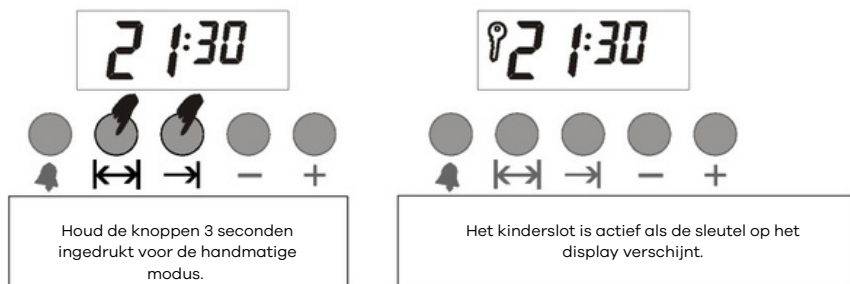 21:30
21:30
− +
− +
Houd de knoppen 3 seconden
ingedrukt voor de handmatige
modus.
Het kinderslot is actief als de sleutel op het
display verschijnt.